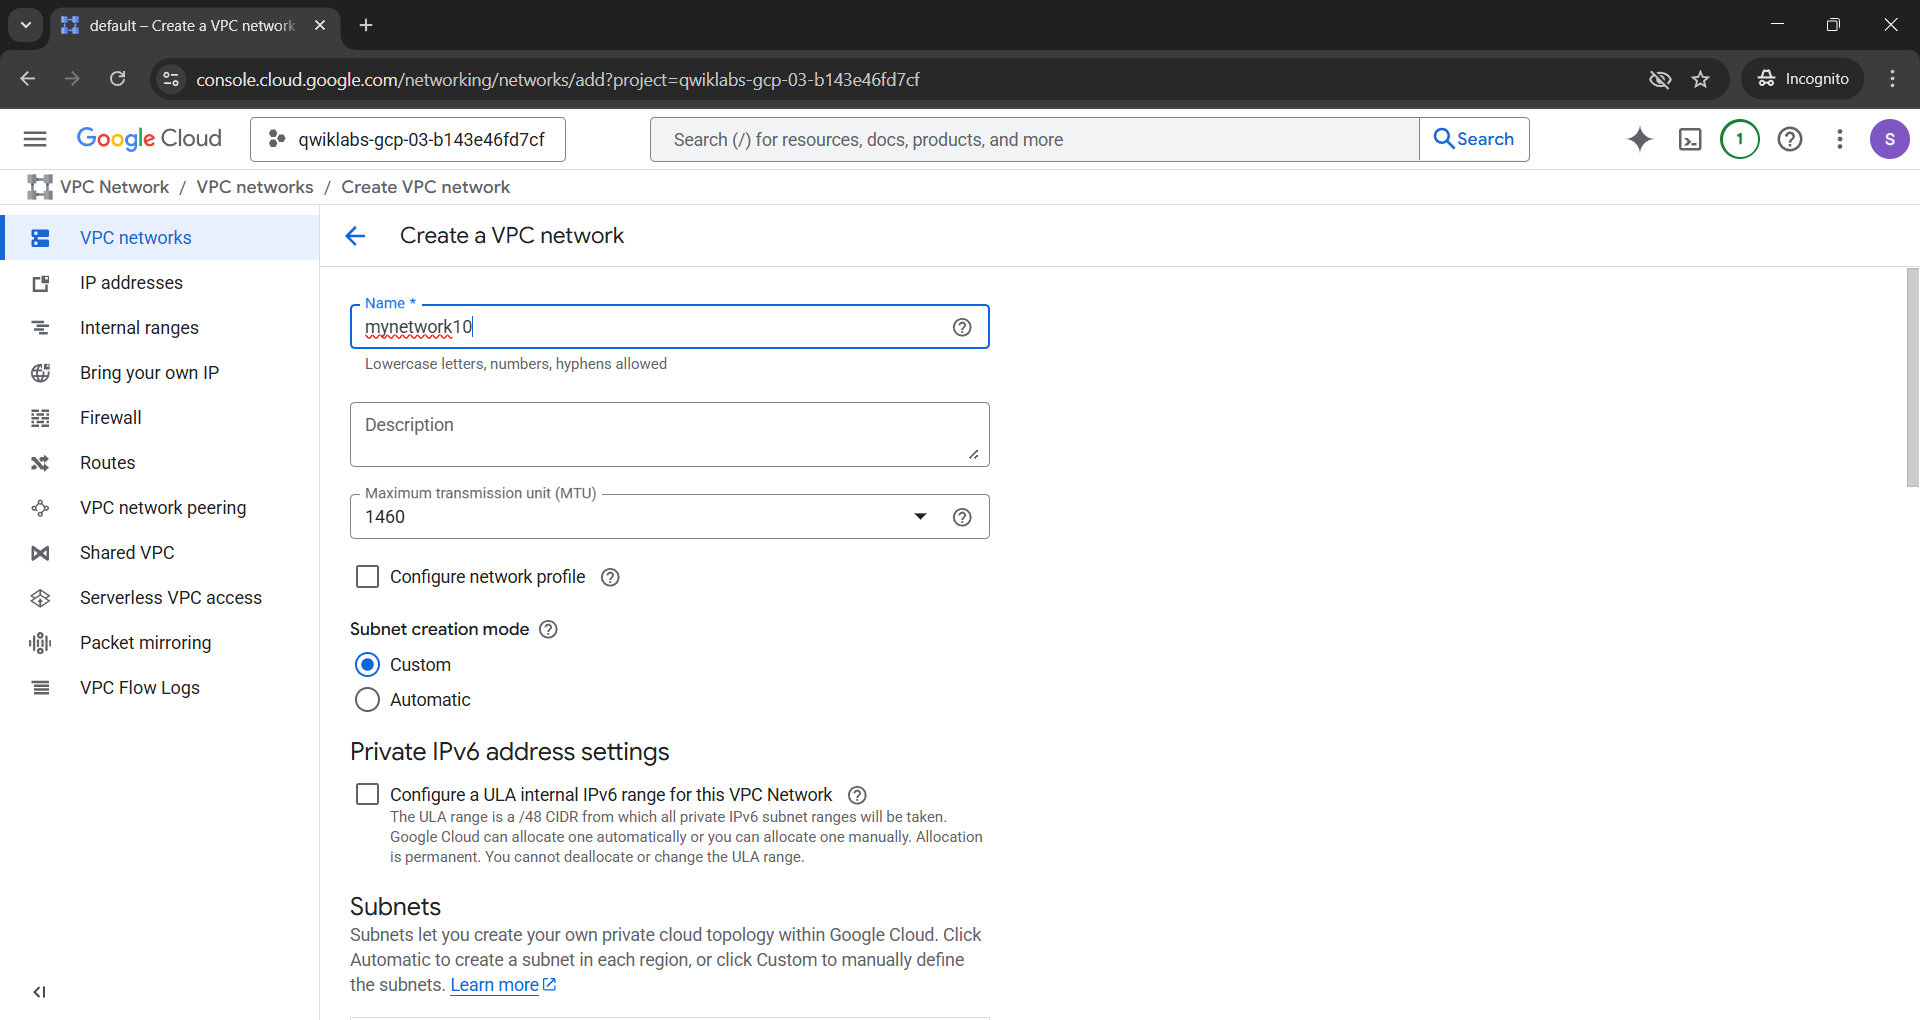 default – Create a VPC network
console.cloud.google.com/networking/networks/add?project=qwiklabs-gcp-03-b143e46fd7cf
Incognito
Google Cloud
qwiklabs-gcp-03-b143e46fd7cf
Search (/) for resources, docs, products, and more
Search
1
S
VPC Network / VPC networks / Create VPC network
VPC networks
IP addresses
Internal ranges
Bring your own IP
Firewall
Routes
VPC network peering
Shared VPC
Serverless VPC access
Packet mirroring
VPC Flow Logs
Create a VPC network
Name *
mynetwork10
Lowercase letters, numbers, hyphens allowed
Description
Maximum transmission unit (MTU)
1460
Configure network profile
Subnet creation mode
Custom
Automatic
Private IPv6 address settings
Configure a ULA internal IPv6 range for this VPC Network
The ULA range is a /48 CIDR from which all private IPv6 subnet ranges will be taken.
Google Cloud can allocate one automatically or you can allocate one manually. Allocation
is permanent. You cannot deallocate or change the ULA range.
Subnets
Subnets let you create your own private cloud topology within Google Cloud. Click
Automatic to create a subnet in each region, or click Custom to manually define
the subnets. Learn more